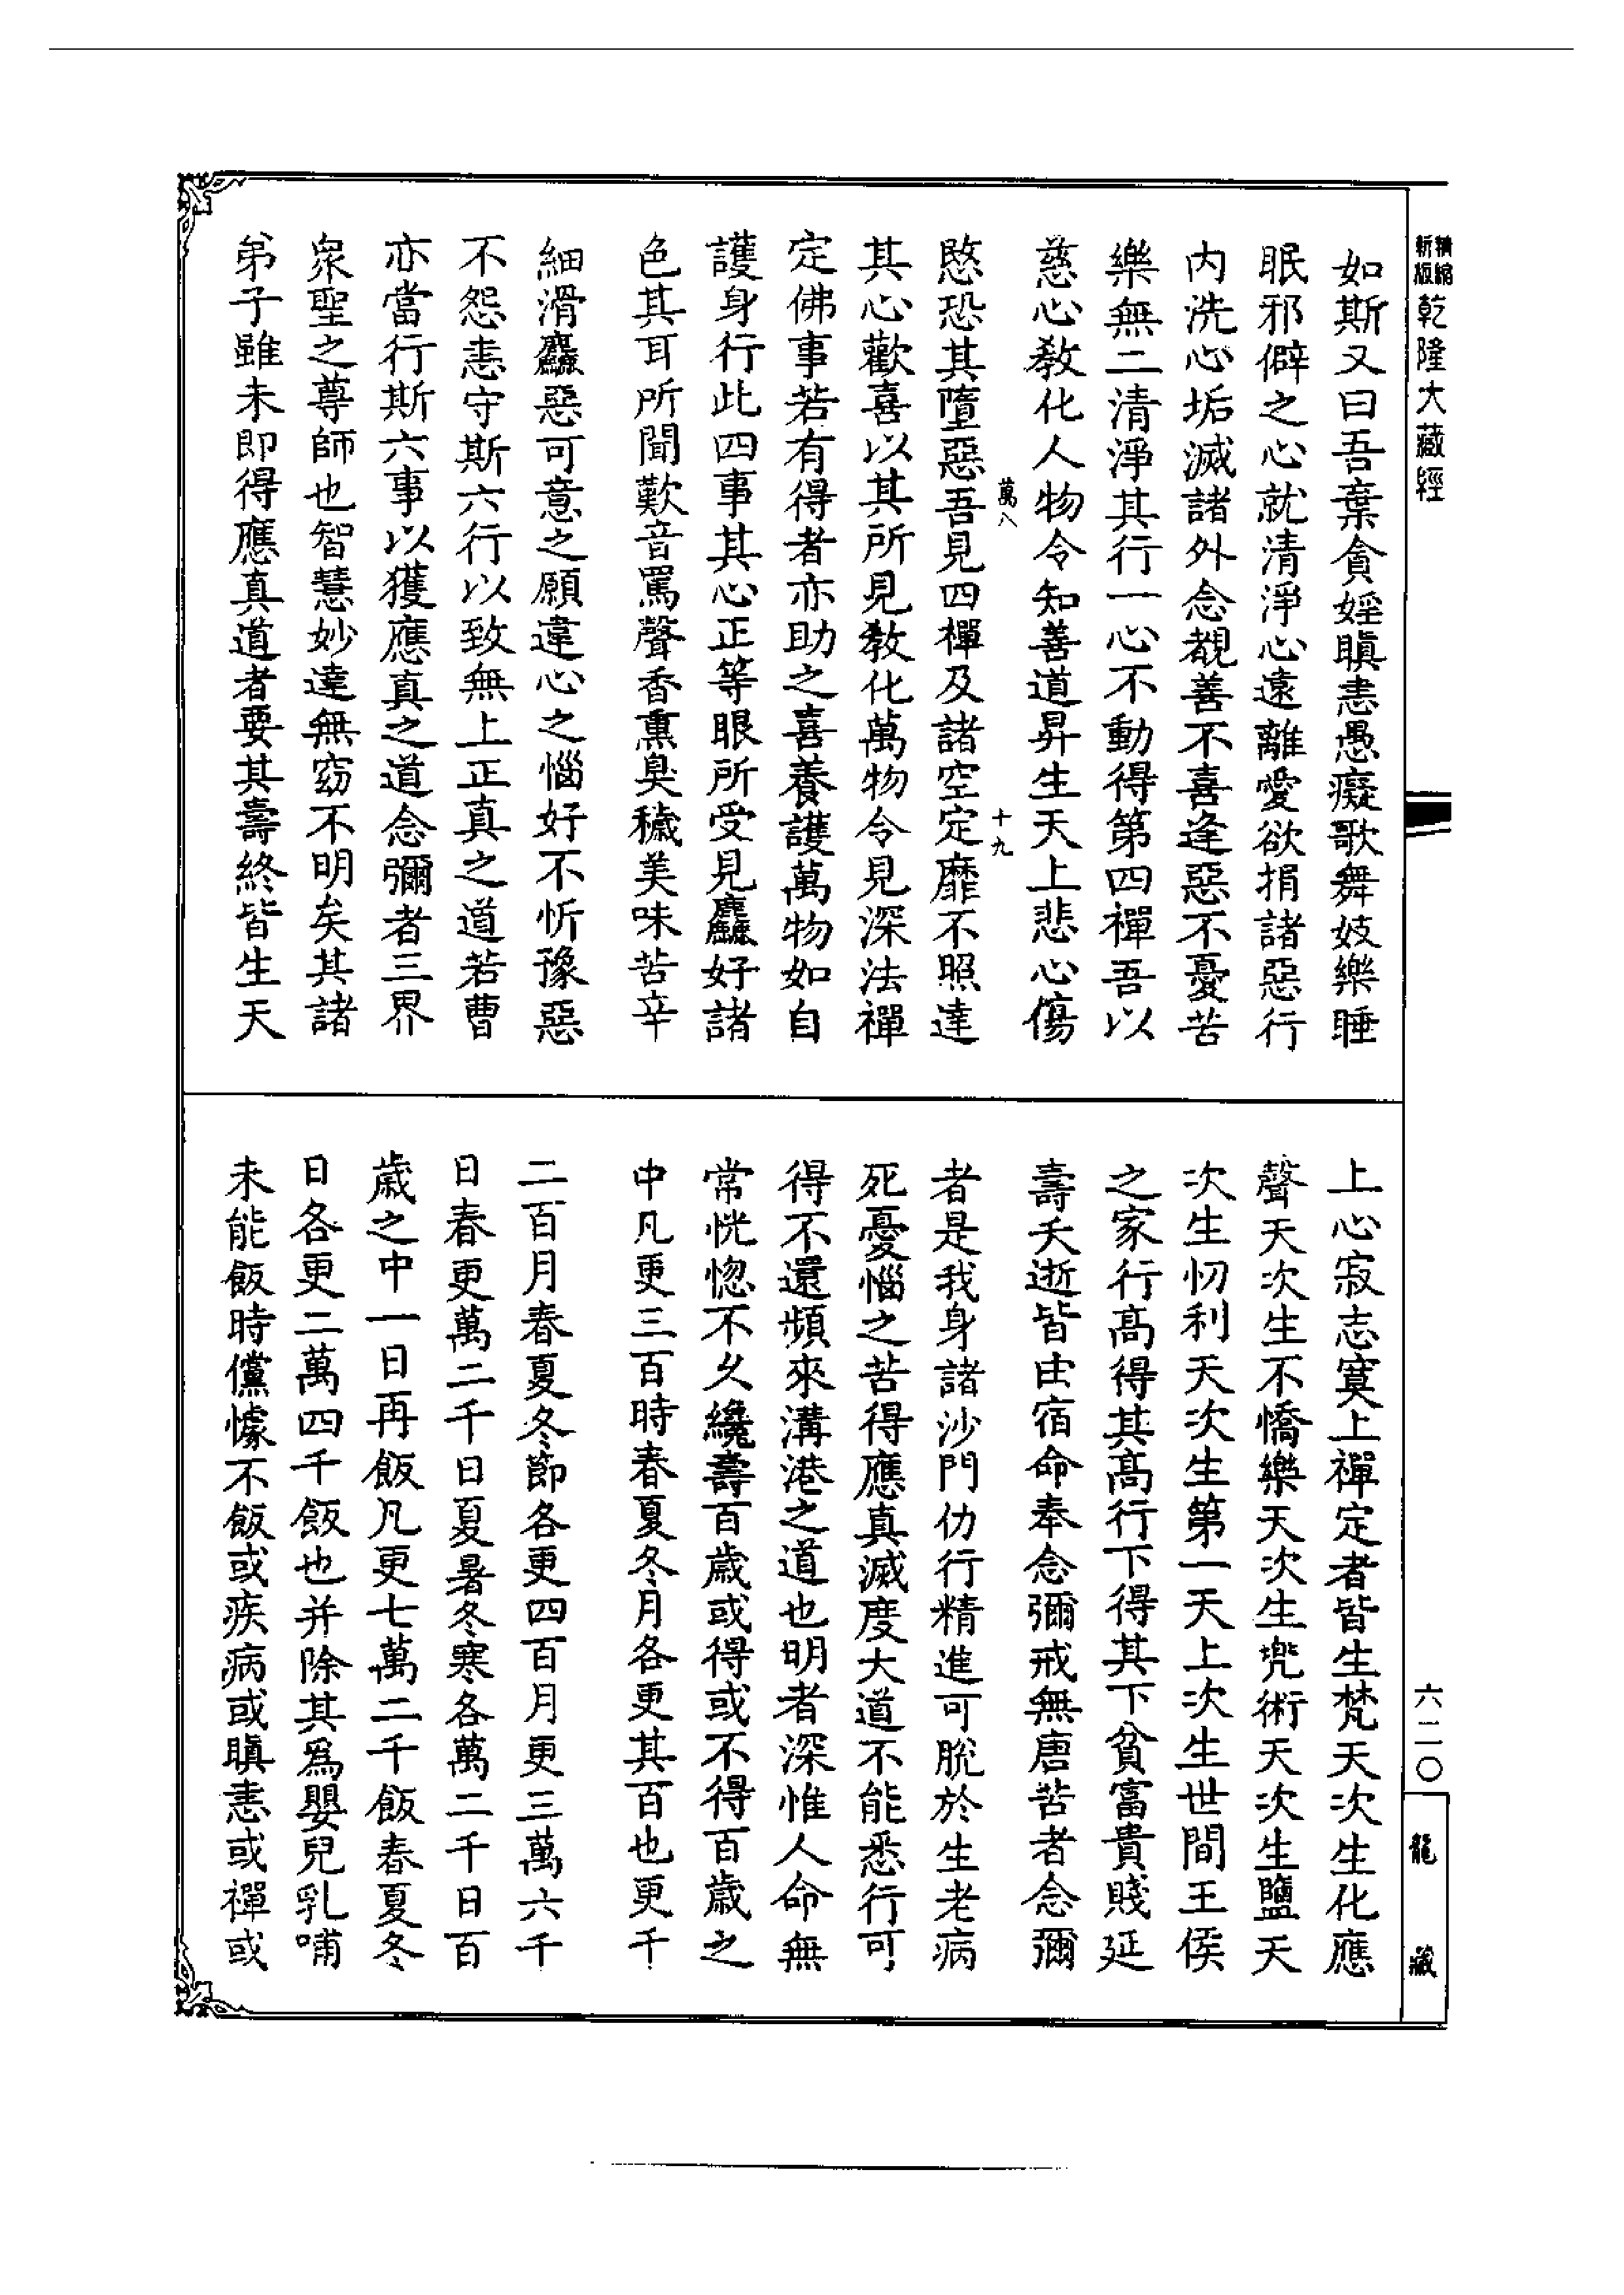 精縮
新版
乾隆大藏經
六二〇
龍藏
如斯又曰吾棄貪婬瞋恚愚癡歌舞妓樂睡
眠邪僻之心就清淨心遠離愛欲捐諸惡行
內洗心垢滅諸外念覩善不喜逢惡不憂苦
樂無二清淨其行一心不動得第四禪吾以
慈心教化人物令知善道昇生天上悲心傷
萬八
十九
愍恐其墮惡吾見四禪及諸空定靡不照達
其心歡喜以其所見教化萬物令見深法禪
定佛事若有得者亦助之喜養護萬物如自
護身行此四事其心正等眼所受見麤好諸
色其耳所聞歎音罵聲香熏臭穢美味苦辛
細滑麤惡可意之願違心之惱好不忻豫惡
不怨恚守斯六行以致無上正真之道若曹
亦當行斯六事以獲應真之道念彌者三界
眾聖之尊師也智慧妙達無窈不明矣其諸
弟子雖未即得應真道者要其壽終皆生天
上心寂志寞上禪定者皆生梵天次生化應
聲天次生不憍樂天次生兜術天次生鹽天
次生忉利天次生第一天上次生世間王侯
之家行高得其高行下得其下貧富貴賤延
壽夭逝皆由宿命奉念彌戒無唐苦者念彌
者是我身諸沙門仂行精進可脫於生老病
死憂惱之苦得應真滅度大道不能悉行可
得不還頻來溝港之道也明者深惟人命無
常恍惚不久纔壽百歲或得或不得百歲之
中凡更三百時春夏冬月各更其百也更千
二百月春夏冬節各更四百月更三萬六千
日春更萬二千日夏暑冬寒各萬二千日百
歲之中一日再飯凡更七萬二千飯春夏冬
日各更二萬四千飯也并除其為嬰兒乳哺
未能飯時儻懅不飯或疾病或瞋恚或禪或